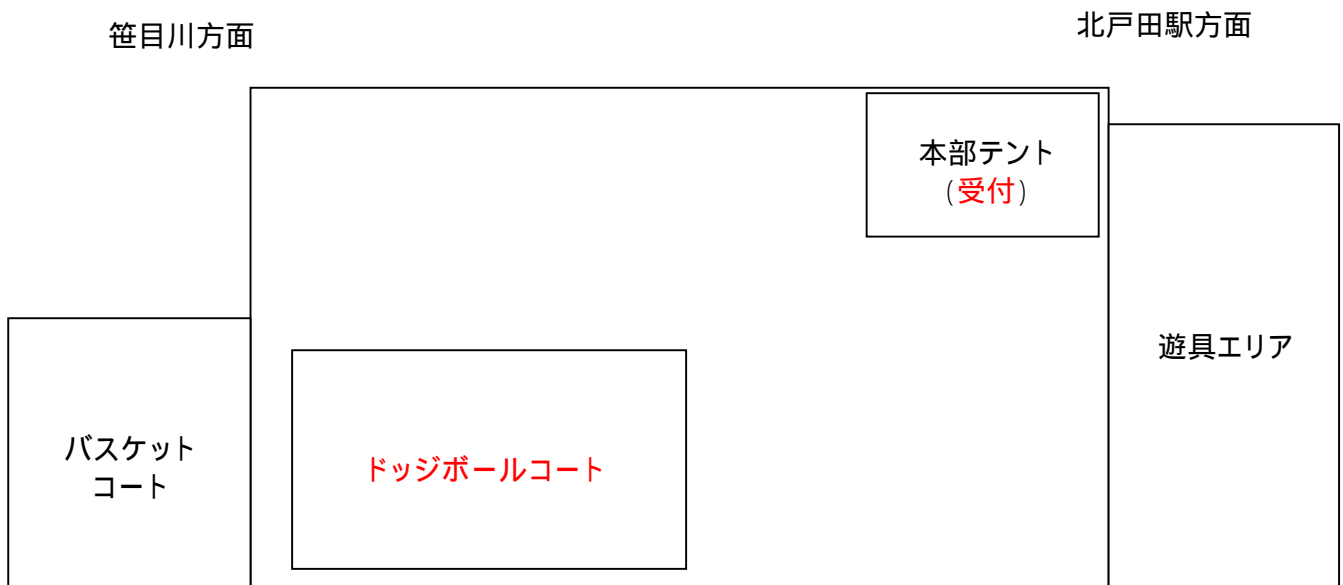 笹目川方面
北戸田駅方面
本部テント
(受付)
遊具エリア
バスケット
コート
ドッジボールコート